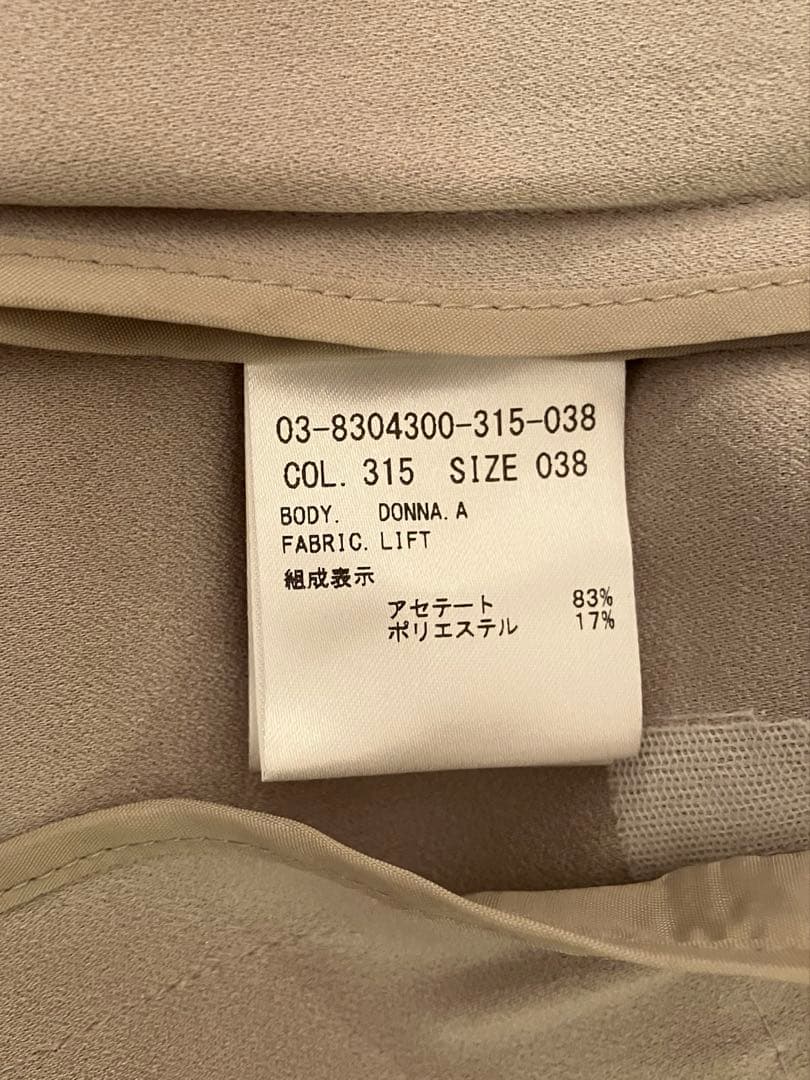 03-8304300-315-038
COL. 315 SIZE 038
BODY. DONNA. A
FABRIC. LIFT
組成表示
アセテート 83%
ポリエステル 17%